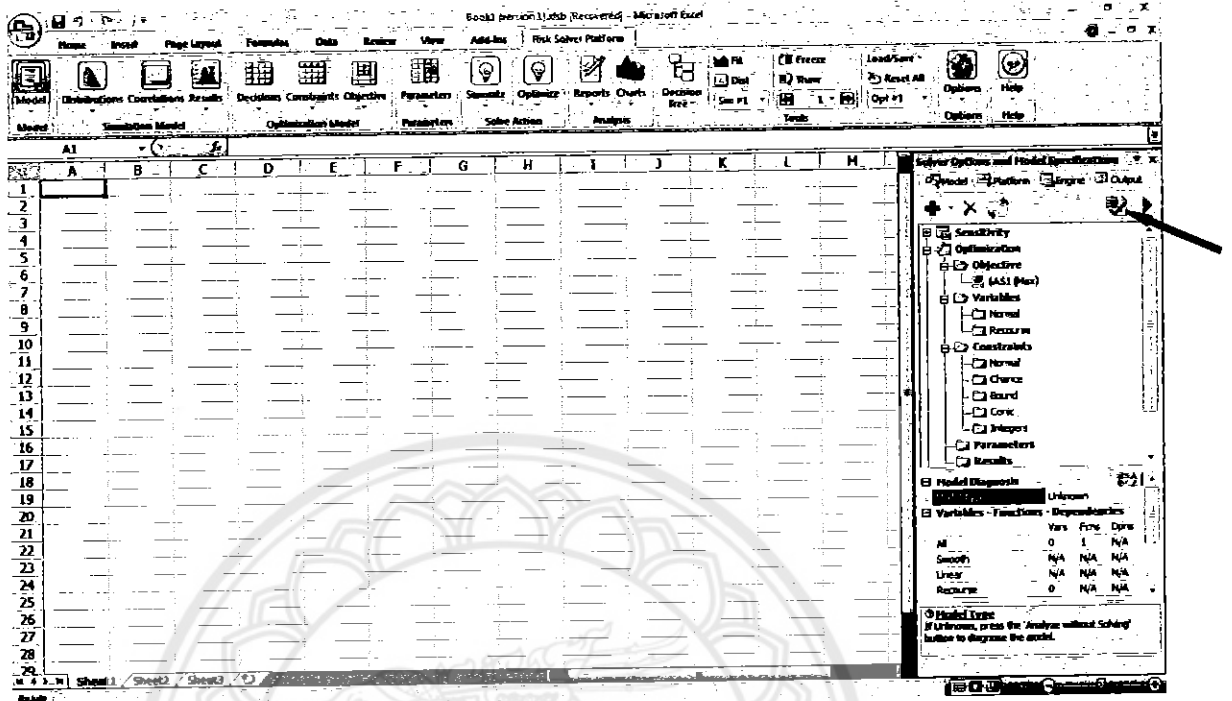 Book1 (version 1).xlsb [Recovered] - Microsoft Excel
Home Insert Page Layout Formulas Data Review View Add-Ins Risk Solver Platform
Model Distributions Correlations Results Decisions Constraints Objective Parameters Simulate Optimize Reports Charts Decision Tree Fit Dist Sim #1 Freeze Thaw 1 Load/Save Reset All Opt #1 Options Help
Model Simulation Model Optimization Model Parameters Solve Action Analysis Tools Options Help
A1 fx
A B C D E F G H I J K L M
1
2
3
4
5
6
7
8
9
10
11
12
13
14
15
16
17
18
19
20
21
22
23
24
25
26
27
28
29
Sheet1 Sheet2 Sheet3
Solver Options and Model Specifications
Model Platform Engine Output
Sensitivity
Optimization
Objective
$A$1 (Max)
Variables
Normal
Recourse
Constraints
Normal
Chance
Bound
Conic
Integers
Parameters
Results
Model Diagnosis
Unknown
Variables - Functions - Dependencies
Vars Fcns Dpns
All 0 1 N/A
Smooth N/A N/A N/A
Linear N/A N/A N/A
Recourse 0 N/A N/A
Model Type
If Unknown, press the 'Analyze without Solving'
button to diagnose the model.